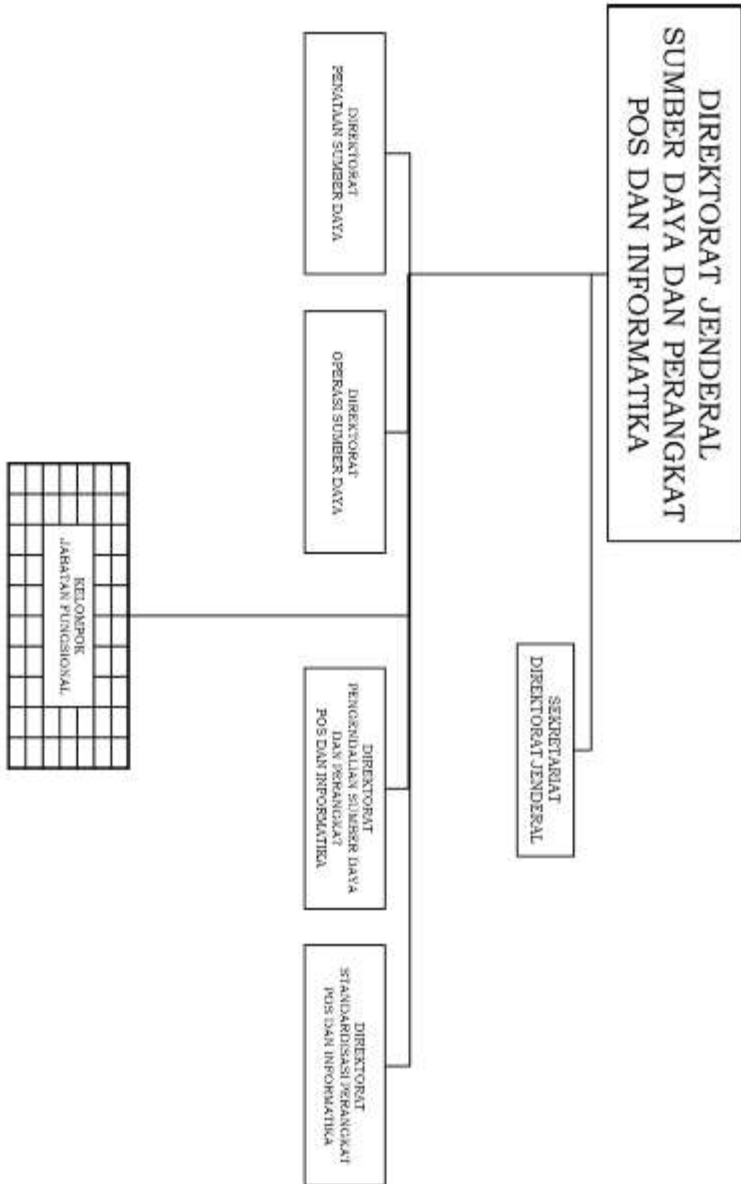 DIREKTORAT JENDERAL
SUMBER DAYA DAN PERANGKAT
POS DAN INFORMATIKA
SEKRETARIAT
DIREKTORAT JENDERAL
DIREKTORAT
PENATAAN SUMBER DAYA
DIREKTORAT
OPERASI SUMBER DAYA
DIREKTORAT
PENGENDALIAN SUMBER DAYA
DAN PERANGKAT
POS DAN INFORMATIKA
DIREKTORAT
STANDARDISASI PERANGKAT
POS DAN INFORMATIKA
KELOMPOK
JABATAN FUNGSIONAL